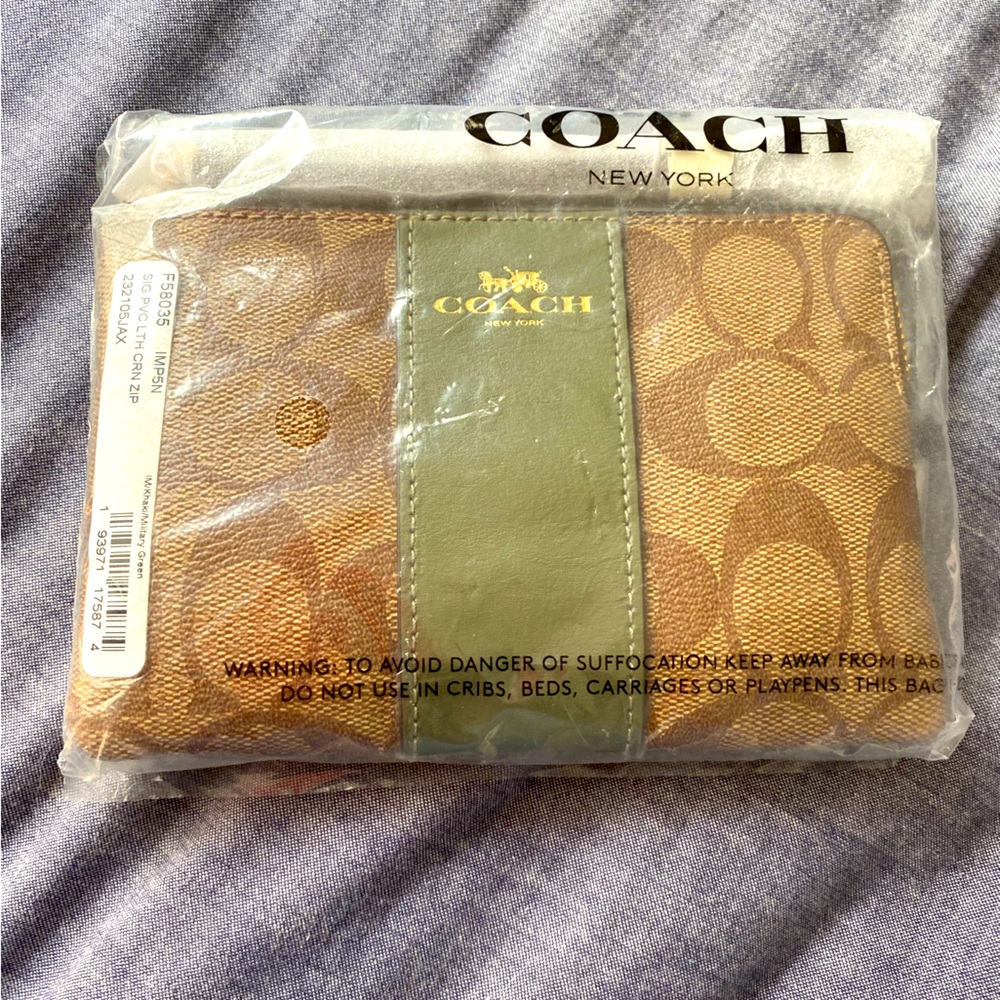 COACH
NEW YORK
COACH
NEW YORK
F58035 IMP5N
SIG PVC LTH CRN ZIP
232105JAX
IM/Khaki/Military Green
1 93971 17587 4
WARNING: TO AVOID DANGER OF SUFFOCATION KEEP AWAY FROM
DO NOT USE IN CRIBS, BEDS, CARRIAGES OR PLAYPENS. THIS